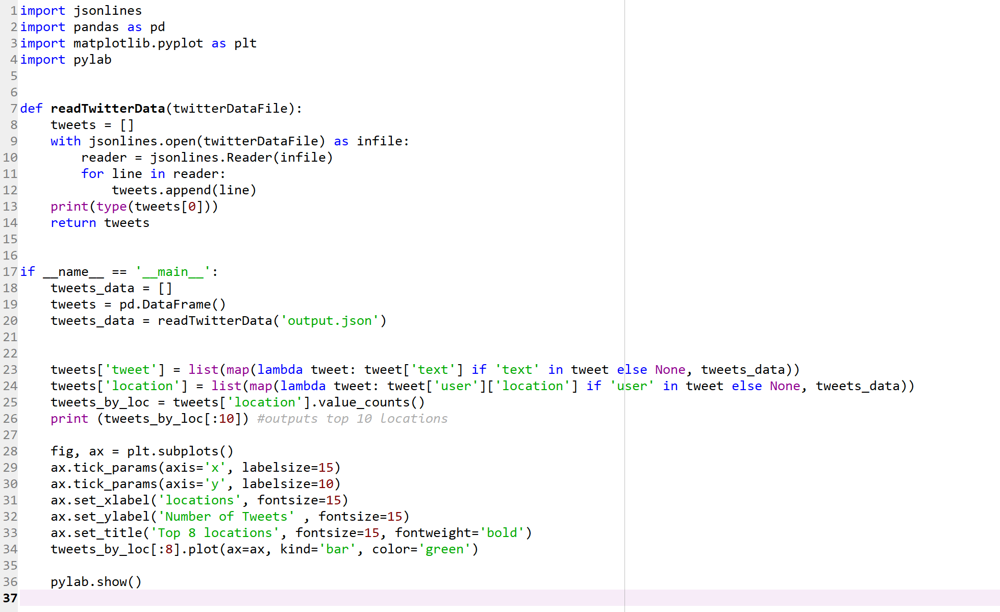 1 import jsonlines
2 import pandas as pd
3 import matplotlib.pyplot as plt
4 import pylab
5
6
7 def readTwitterData(twitterDataFile):
8     tweets = []
9     with jsonlines.open(twitterDataFile) as infile:
10         reader = jsonlines.Reader(infile)
11         for line in reader:
12             tweets.append(line)
13     print(type(tweets[0]))
14     return tweets
15
16
17 if __name__ == '__main__':
18     tweets_data = []
19     tweets = pd.DataFrame()
20     tweets_data = readTwitterData('output.json')
21
22
23     tweets['tweet'] = list(map(lambda tweet: tweet['text'] if 'text' in tweet else None, tweets_data))
24     tweets['location'] = list(map(lambda tweet: tweet['user']['location'] if 'user' in tweet else None, tweets_data))
25     tweets_by_loc = tweets['location'].value_counts()
26     print (tweets_by_loc[:10]) #outputs top 10 locations
27
28     fig, ax = plt.subplots()
29     ax.tick_params(axis='x', labelsize=15)
30     ax.tick_params(axis='y', labelsize=10)
31     ax.set_xlabel('locations', fontsize=15)
32     ax.set_ylabel('Number of Tweets' , fontsize=15)
33     ax.set_title('Top 8 locations', fontsize=15, fontweight='bold')
34     tweets_by_loc[:8].plot(ax=ax, kind='bar', color='green')
35
36     pylab.show()
37